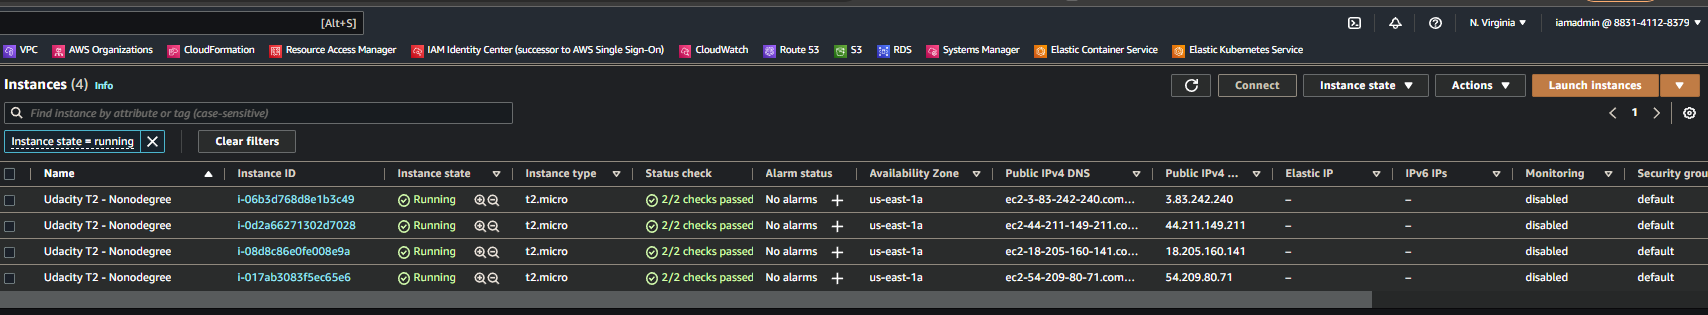 [Alt+S]
N. Virginia ▼ iamadmin @ 8831-4112-8379 ▼
VPC AWS Organizations CloudFormation Resource Access Manager IAM Identity Center (successor to AWS Single Sign-On) CloudWatch Route 53 S3 RDS Systems Manager Elastic Container Service Elastic Kubernetes Service
Instances (4) Info Connect Instance state ▼ Actions ▼ Launch instances ▼
Find instance by attribute or tag (case-sensitive) 1
Instance state = running Clear filters
Name Instance ID Instance state Instance type Status check Alarm status Availability Zone Public IPv4 DNS Public IPv4 ... Elastic IP IPv6 IPs Monitoring Security grou
Udacity T2 - Nonodegree i-06b3d768d8e1b3c49 Running t2.micro 2/2 checks passed No alarms + us-east-1a ec2-3-83-242-240.com... 3.83.242.240 – – disabled default
Udacity T2 - Nonodegree i-0d2a66271302d7028 Running t2.micro 2/2 checks passed No alarms + us-east-1a ec2-44-211-149-211.co... 44.211.149.211 – – disabled default
Udacity T2 - Nonodegree i-08d8c86e0fe008e9a Running t2.micro 2/2 checks passed No alarms + us-east-1a ec2-18-205-160-141.co... 18.205.160.141 – – disabled default
Udacity T2 - Nonodegree i-017ab3083f5ec65e6 Running t2.micro 2/2 checks passed No alarms + us-east-1a ec2-54-209-80-71.com... 54.209.80.71 – – disabled default